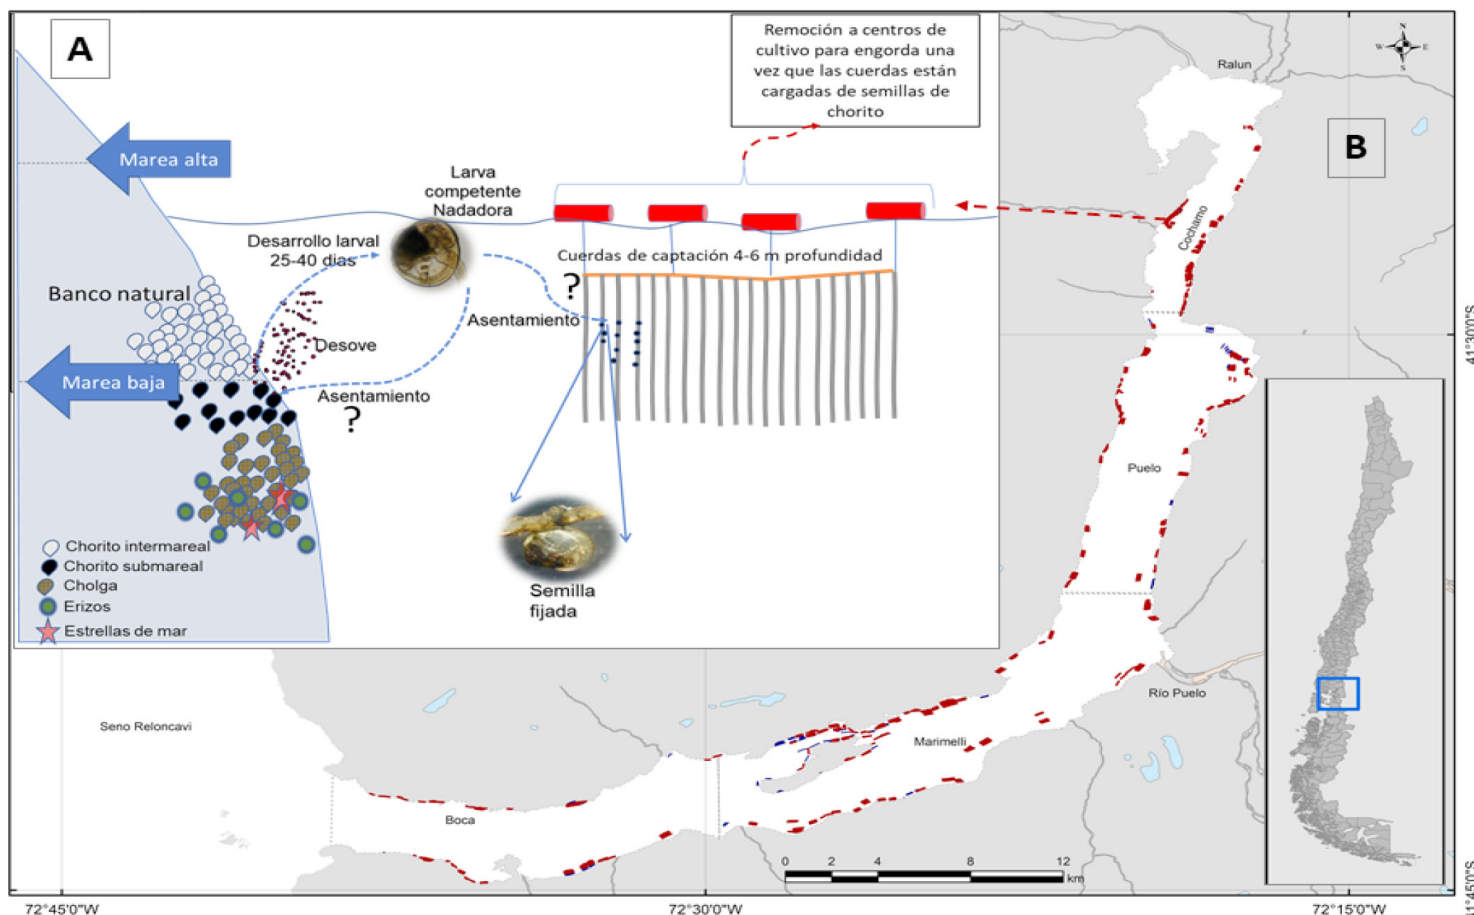 A
Marea alta
Remoción a centros de
cultivo para engorda una
vez que las cuerdas están
cargadas de semillas de
chorito
Larva
competente
Nadadora
Desarrollo larval
25-40 dias
Cuerdas de captación 4-6 m profundidad
?
Banco natural
Asentamiento
Desove
Marea baja
Asentamiento
?
Chorito intermareal
Chorito submareal
Cholga
Erizos
Estrellas de mar
Semilla
fijada
B
N
W
E
S
Ralun
Cochamo
Puelo
Río Puelo
Marimelli
Boca
Seno Reloncavi
0 2 4 8 12
km
41°30'0"S
41°45'0"S
72°45'0"W
72°30'0"W
72°15'0"W